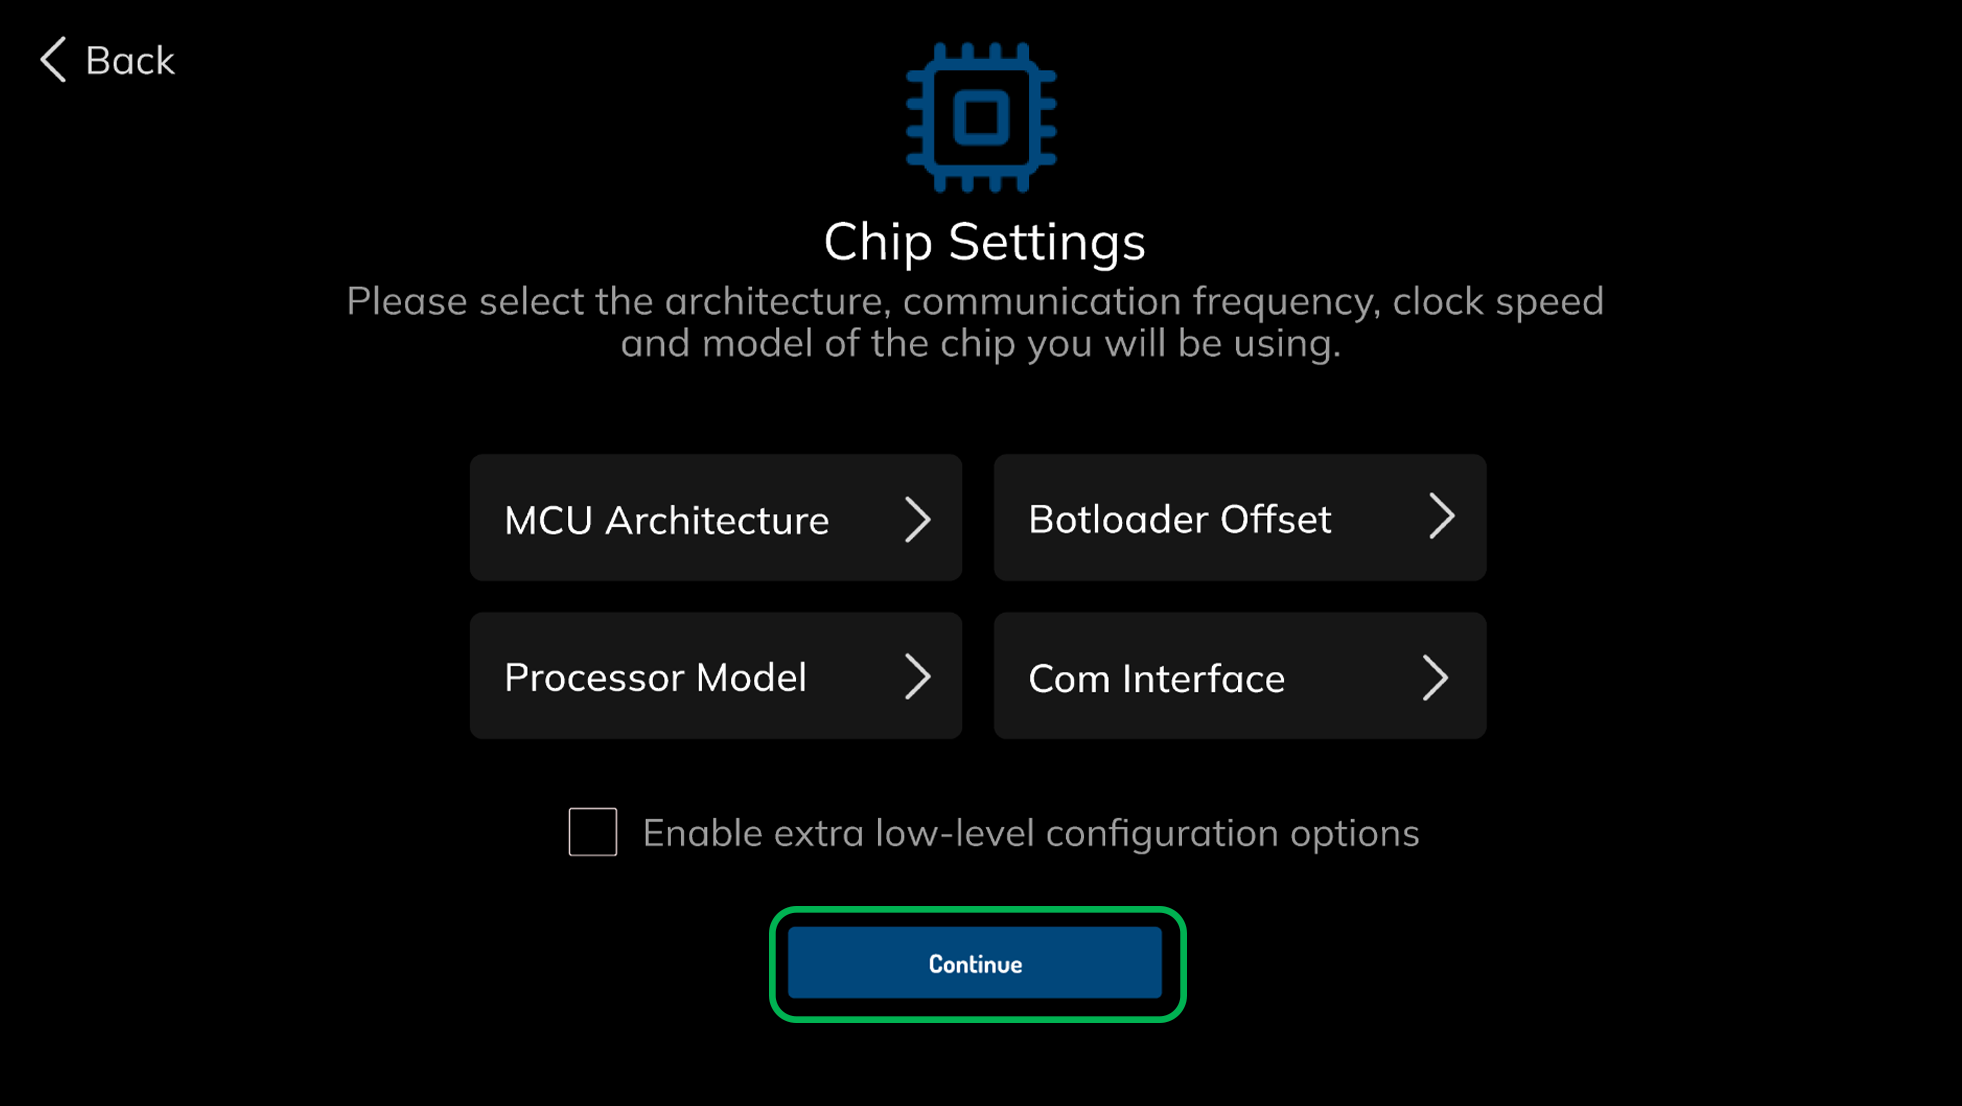 Back
Chip Settings
Please select the architecture, communication frequency, clock speed
and model of the chip you will be using.
MCU Architecture
Botloader Offset
Processor Model
Com Interface
Enable extra low-level configuration options
Continue